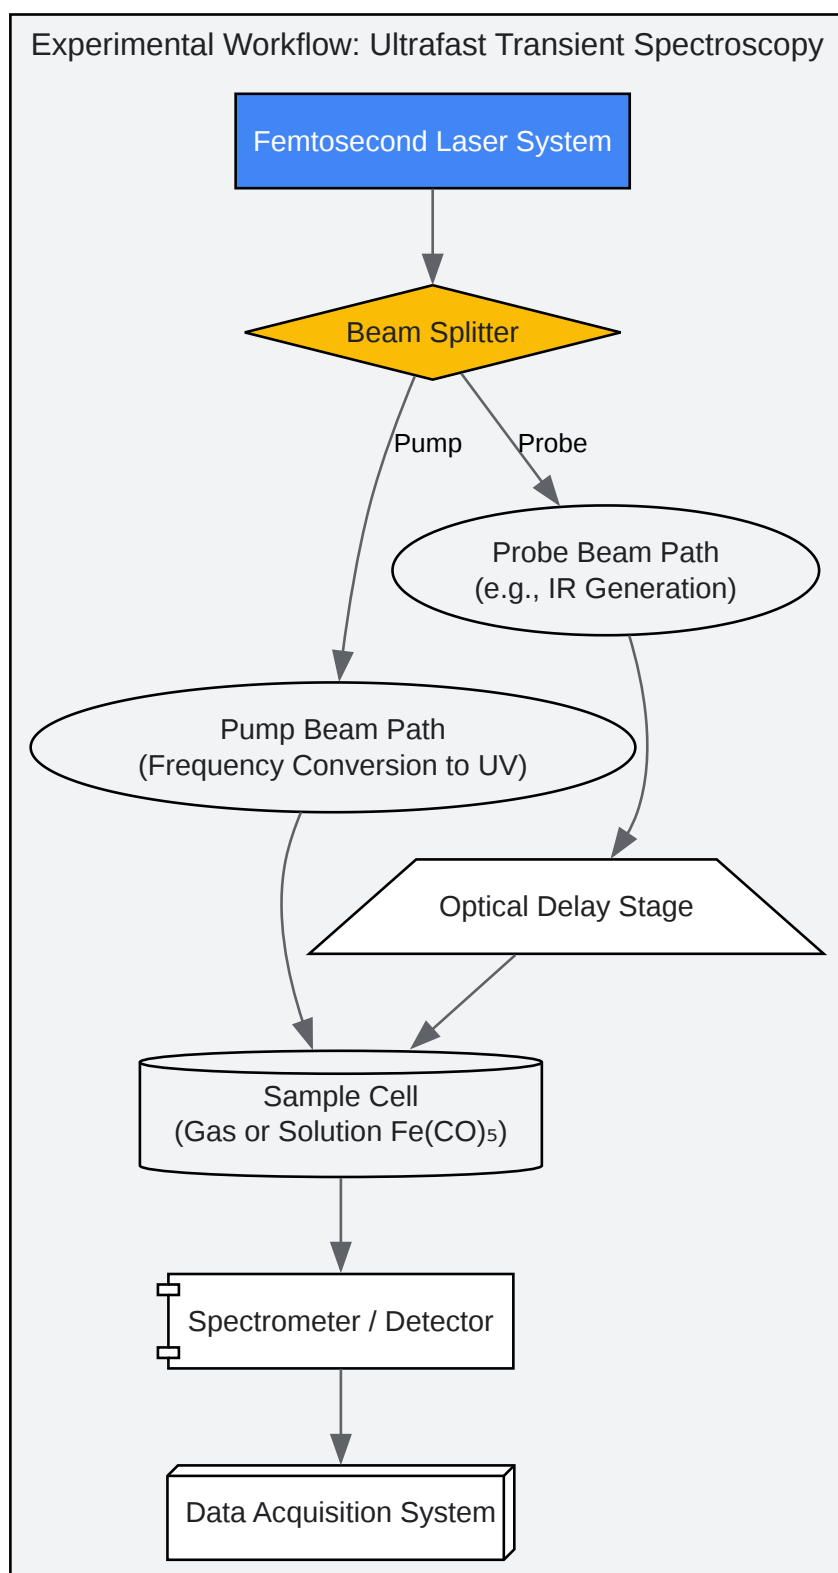 Experimental Workflow: Ultrafast Transient Spectroscopy
Femtosecond Laser System
Beam Splitter
Pump
Probe
Probe Beam Path
(e.g., IR Generation)
Pump Beam Path
(Frequency Conversion to UV)
Optical Delay Stage
Sample Cell
(Gas or Solution Fe(CO)₅)
Spectrometer / Detector
Data Acquisition System